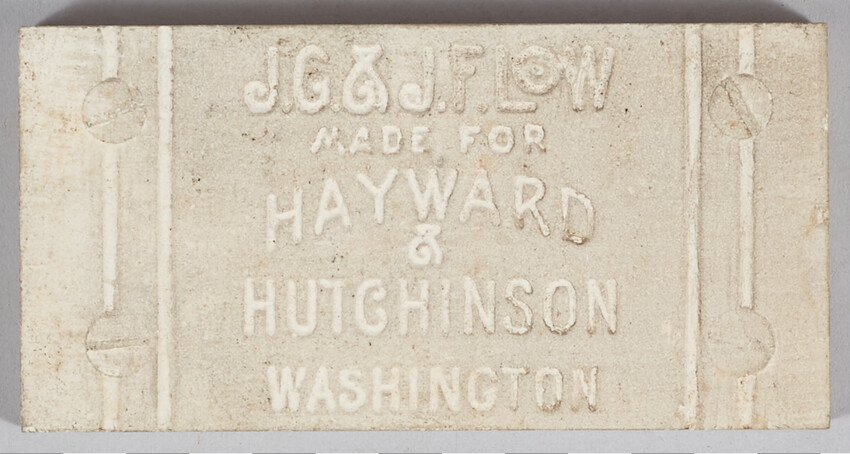 J.G. & J.F. LOW
MADE FOR
HAYWARD
&
HUTCHINSON
WASHINGTON